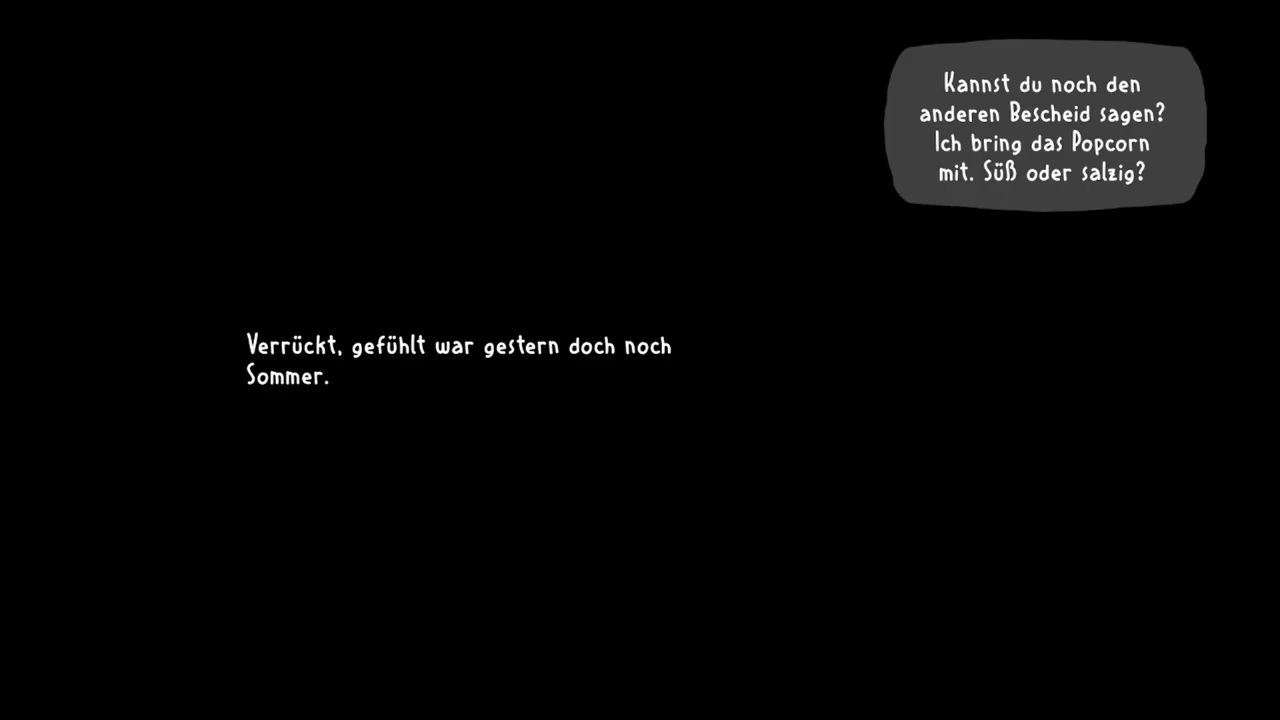 Kannst du noch den
anderen Bescheid sagen?
Ich bring das Popcorn
mit. Süß oder salzig?
Verrückt, gefühlt war gestern doch noch
Sommer.